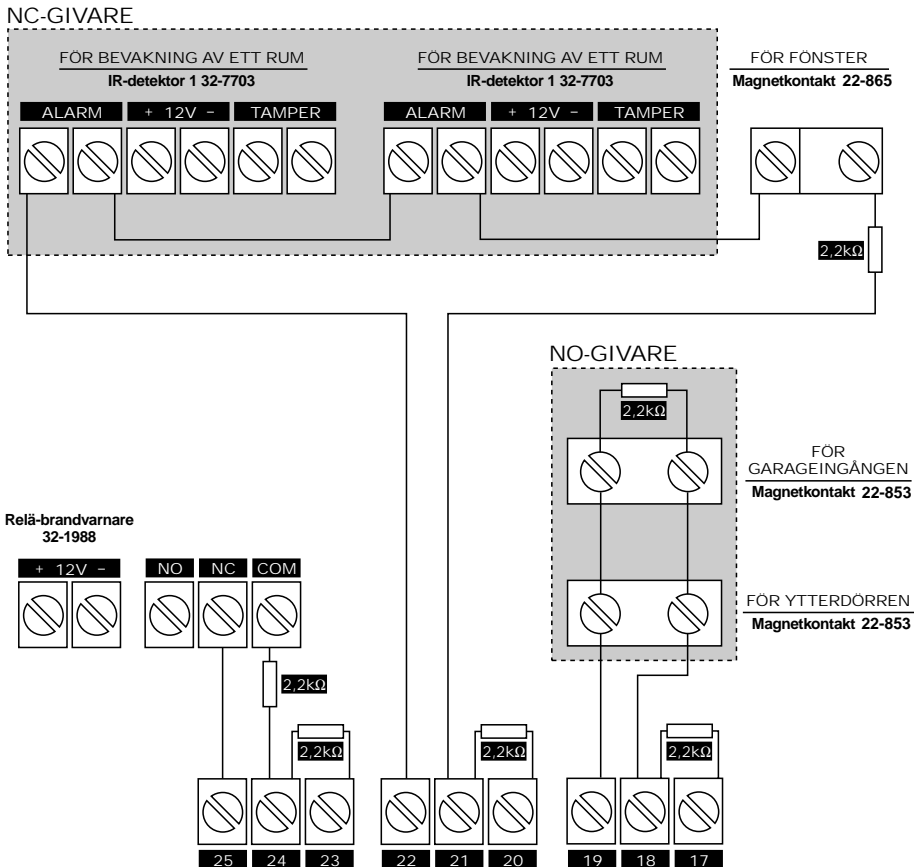 NC-GIVARE
FÖR BEVAKNING AV ETT RUM
IR-detektor 1 32-7703
ALARM + 12V – TAMPER
FÖR BEVAKNING AV ETT RUM
IR-detektor 1 32-7703
ALARM + 12V – TAMPER
FÖR FÖNSTER
Magnetkontakt 22-865
2,2kΩ
NO-GIVARE
2,2kΩ
FÖR
GARAGEINGÅNGEN
Magnetkontakt 22-853
Relä-brandvarnare
32-1988
+ 12V –
NO NC COM
FÖR YTTERDÖRREN
Magnetkontakt 22-853
2,2kΩ
2,2kΩ
2,2kΩ
2,2kΩ
25 24 23 22 21 20 19 18 17